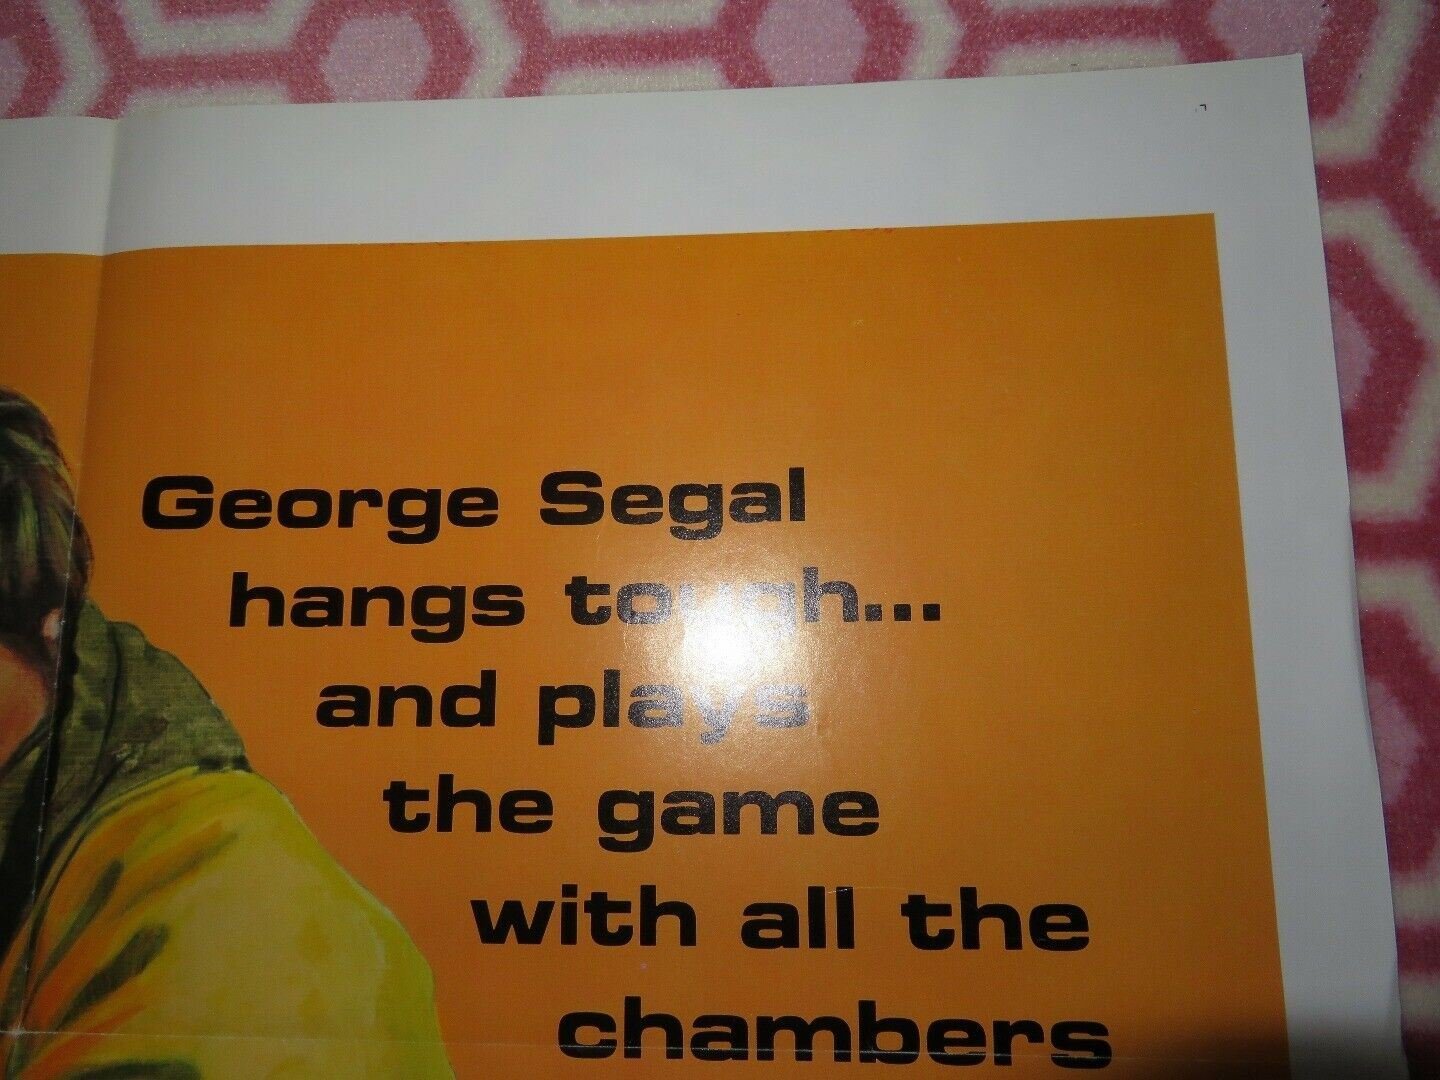 George Segal
hangs tough...
and plays
the game
with all the
chambers